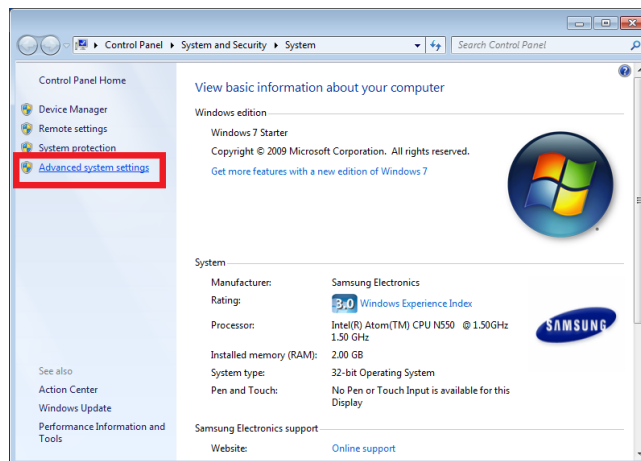 Control Panel ▸ System and Security ▸ System
Search Control Panel
Control Panel Home
Device Manager
Remote settings
System protection
Advanced system settings
See also
Action Center
Windows Update
Performance Information and
Tools
View basic information about your computer
Windows edition
Windows 7 Starter
Copyright © 2009 Microsoft Corporation. All rights reserved.
Get more features with a new edition of Windows 7
System
Manufacturer: Samsung Electronics
Rating: 3.0 Windows Experience Index
Processor: Intel(R) Atom(TM) CPU N550 @ 1.50GHz
1.50 GHz
Installed memory (RAM): 2.00 GB
System type: 32-bit Operating System
Pen and Touch: No Pen or Touch Input is available for this
Display
SAMSUNG
Samsung Electronics support
Website: Online support